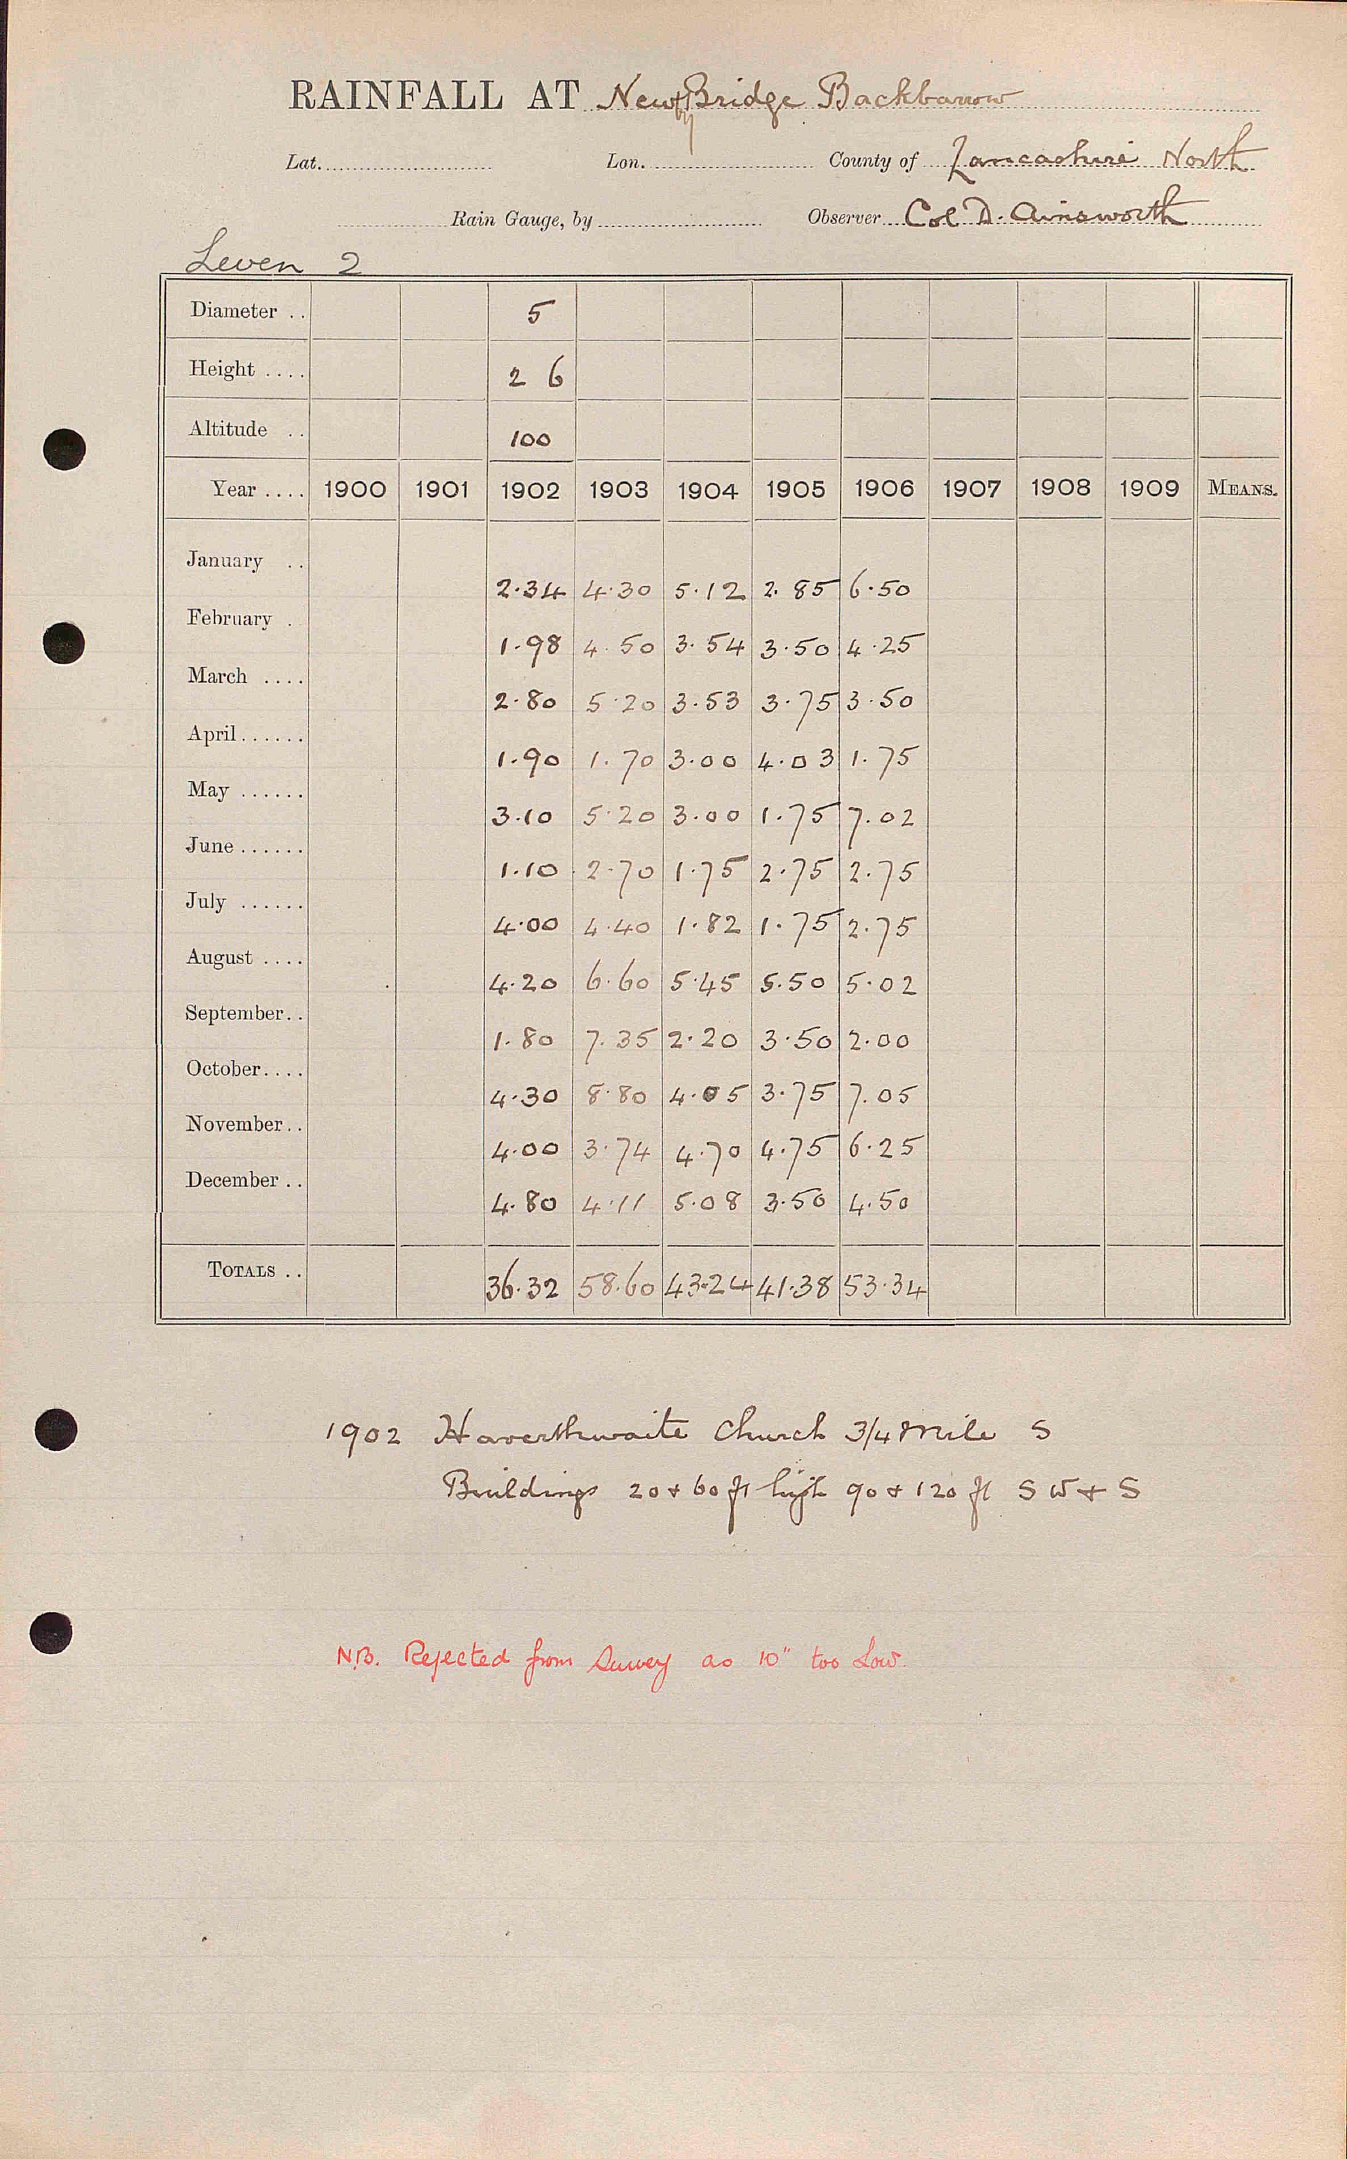 RAINFALL AT Newby Bridge Backbarrow
Lat. Lon. County of Lancashire North
Rain Gauge, by Observer Col D. Ainsworth
Leven 2
Diameter .. 5
Height .... 2 6
Altitude .. 100
Year .... 1900 1901 1902 1903 1904 1905 1906 1907 1908 1909 MEANS.
January .. 2.34 4.30 5.12 2.85 6.50
February . 1.98 4.50 3.54 3.50 4.25
March .... 2.80 5.20 3.53 3.75 3.50
April ...... 1.90 1.70 3.00 4.03 1.75
May ...... 3.10 5.20 3.00 1.75 7.02
June ...... 1.10 2.70 1.75 2.75 2.75
July ...... 4.00 4.40 1.82 1.75 2.75
August .... 4.20 6.60 5.45 5.50 5.02
September .. 1.80 7.35 2.20 3.50 2.00
October .... 4.30 8.80 4.05 3.75 7.05
November .. 4.00 3.74 4.70 4.75 6.25
December .. 4.80 4.11 5.08 3.50 4.50
TOTALS .. 36.32 58.60 43.24 41.38 53.34
1902 Haverthwaite Church 3/4 mile S
Buildings 20 & 60 ft high 90 & 120 ft SW & S
N.B. Rejected from Survey as 10" too Low.